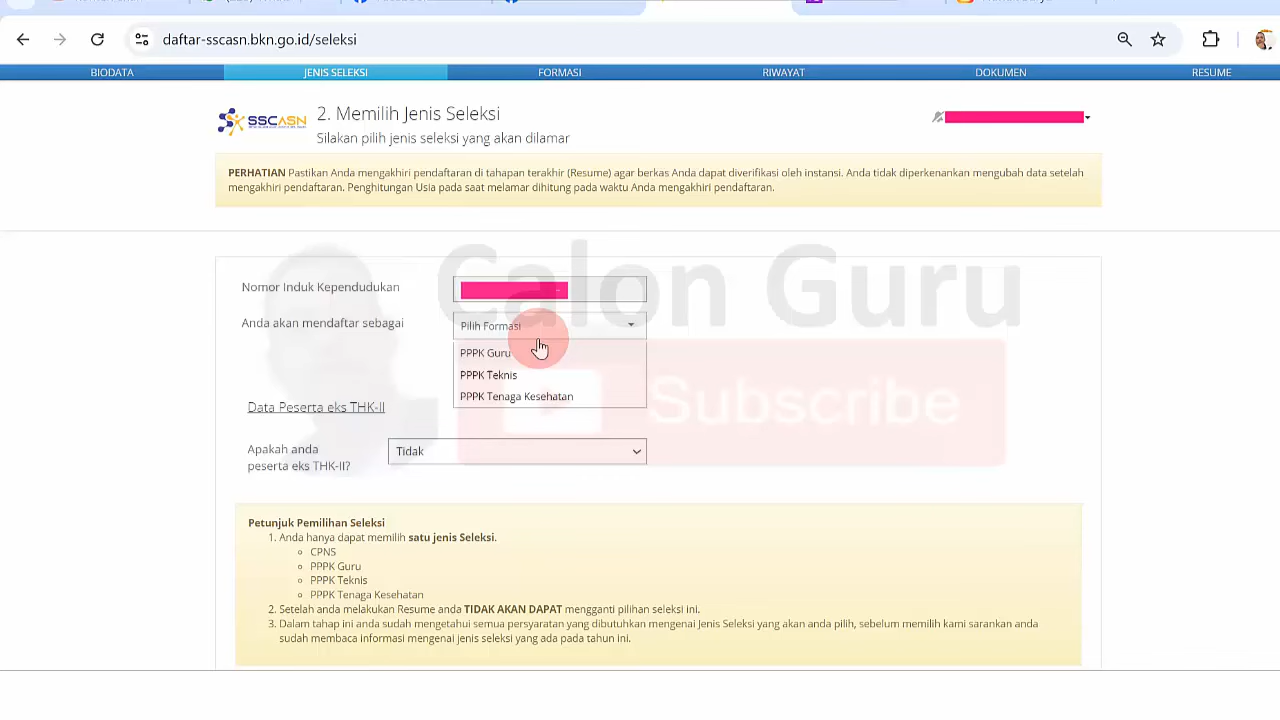 daftar-sscasn.bkn.go.id/seleksi
BIODATA JENIS SELEKSI FORMASI RIWAYAT DOKUMEN RESUME
SSCASN
2. Memilih Jenis Seleksi
Silakan pilih jenis seleksi yang akan dilamar
PERHATIAN Pastikan Anda mengakhiri pendaftaran di tahapan terakhir (Resume) agar berkas Anda dapat diverifikasi oleh instansi. Anda tidak diperkenankan mengubah data setelah
mengakhiri pendaftaran. Penghitungan Usia pada saat melamar dihitung pada waktu Anda mengakhiri pendaftaran.
Calon Guru
Nomor Induk Kependudukan
Anda akan mendaftar sebagai
Pilih Formasi
PPPK Guru
PPPK Teknis
PPPK Tenaga Kesehatan
Subscribe
Data Peserta eks THK-II
Apakah anda
peserta eks THK-II?
Tidak
Petunjuk Pemilihan Seleksi
1. Anda hanya dapat memilih satu jenis Seleksi.
CPNS
PPPK Guru
PPPK Teknis
PPPK Tenaga Kesehatan
2. Setelah anda melakukan Resume anda TIDAK AKAN DAPAT mengganti pilihan seleksi ini.
3. Dalam tahap ini anda sudah mengetahui semua persyaratan yang dibutuhkan mengenai Jenis Seleksi yang akan anda pilih, sebelum memilih kami sarankan anda
sudah membaca informasi mengenai jenis seleksi yang ada pada tahun ini.